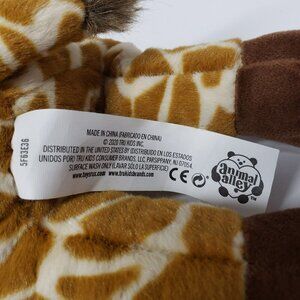 MADE IN CHINA (FABRICADO EN CHINA)
© 2020 TRU KIDS INC.
DISTRIBUTED IN THE UNITED STATES BY (DISTRIBUIDO EN LOS ESTADOS
UNIDOS POR) TRU KIDS CONSUMER BRANDS, LLC, PARSIPPANY, NJ 07054
SURFACE WASH ONLY (LAVAR SOLO LA SUPERFICIE)
www.toysrus.com www.trukidsbrands.com
CE
animal
alley
5F63E36